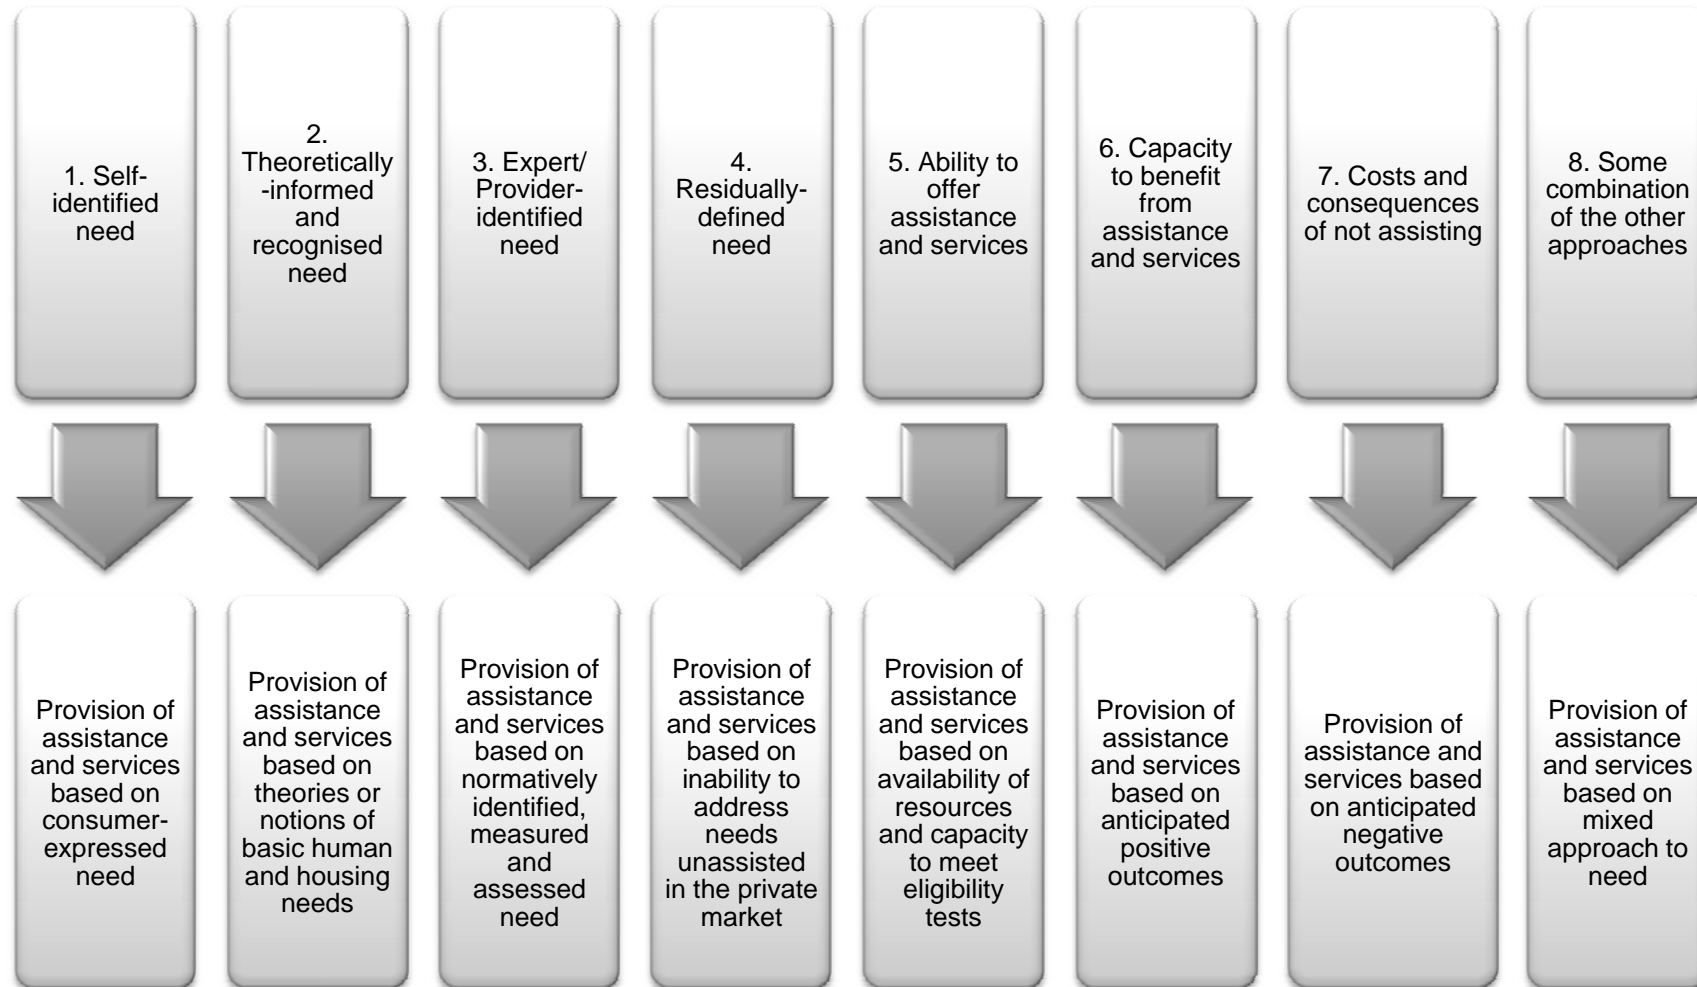 1. Self-
identified
need
2.
Theoretically
-informed
and
recognised
need
3. Expert/
Provider-
identified
need
4.
Residually-
defined
need
5. Ability to
offer
assistance
and services
6. Capacity
to benefit
from
assistance
and services
7. Costs and
consequences
of not assisting
8. Some
combination
of the other
approaches
Provision of
assistance
and services
based on
consumer-
expressed
need
Provision of
assistance
and services
based on
theories or
notions of
basic human
and housing
needs
Provision of
assistance
and services
based on
normatively
identified,
measured
and
assessed
need
Provision of
assistance
and services
based on
inability to
address
needs
unassisted
in the private
market
Provision of
assistance
and services
based on
availability of
resources
and capacity
to meet
eligibility
tests
Provision of
assistance
and services
based on
anticipated
positive
outcomes
Provision of
assistance and
services based
on anticipated
negative
outcomes
Provision of
assistance
and services
based on
mixed
approach to
need